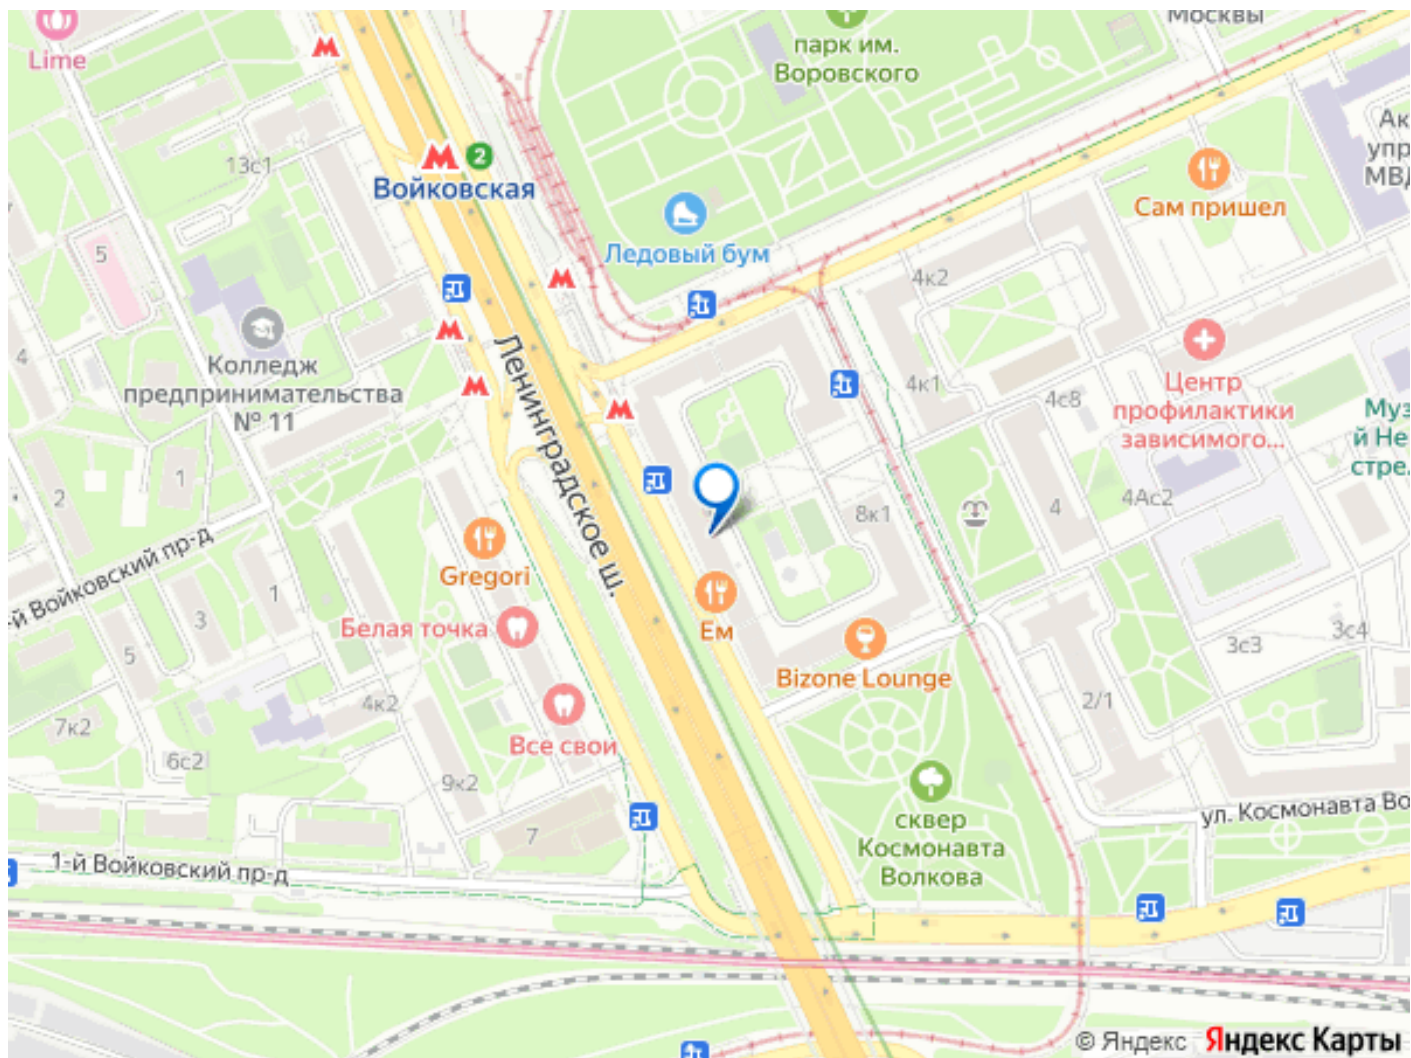 Lime
Москвы
парк им.
Воровского
13с1
2
Войковская
Ак
упр
МВД
Сам пришел
5
Ледовый бум
4к2
4
Колледж
предпринимательства
№ 11
Ленинградское ш.
4к1
4с8
Центр
профилактики
зависимого...
Муз
й Не
стре.
2
1
8к1
4
4Ас2
-й Войковский пр-д
Gregori
1
3
Белая точка
Ем
Bizone Lounge
3с3
3с4
5
7к2
6с2
4к2
9к2
7
Все свои
2/1
сквер
Космонавта
Волкова
ул. Космонавта Во
1-й Войковский пр-д
© Яндекс Яндекс Карты